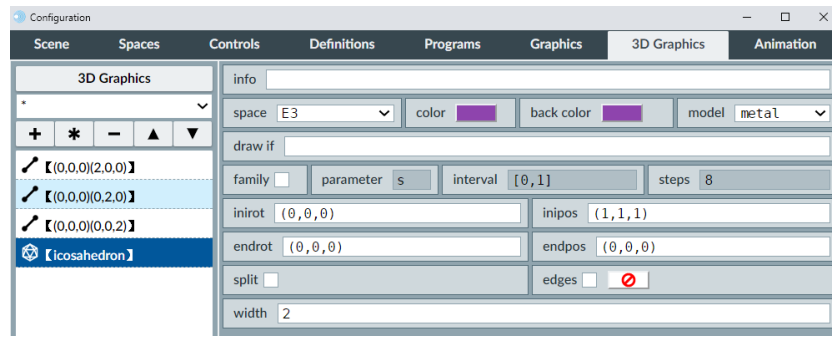 Configuration
Scene Spaces Controls Definitions Programs Graphics 3D Graphics Animation
3D Graphics
*
+ * − ▲ ▼
【(0,0,0)(2,0,0)】
【(0,0,0)(0,2,0)】
【(0,0,0)(0,0,2)】
【icosahedron】
info
space E3 color back color model metal
draw if
family parameter s interval [0,1] steps 8
inirot (0,0,0) inipos (1,1,1)
endrot (0,0,0) endpos (0,0,0)
split edges
width 2